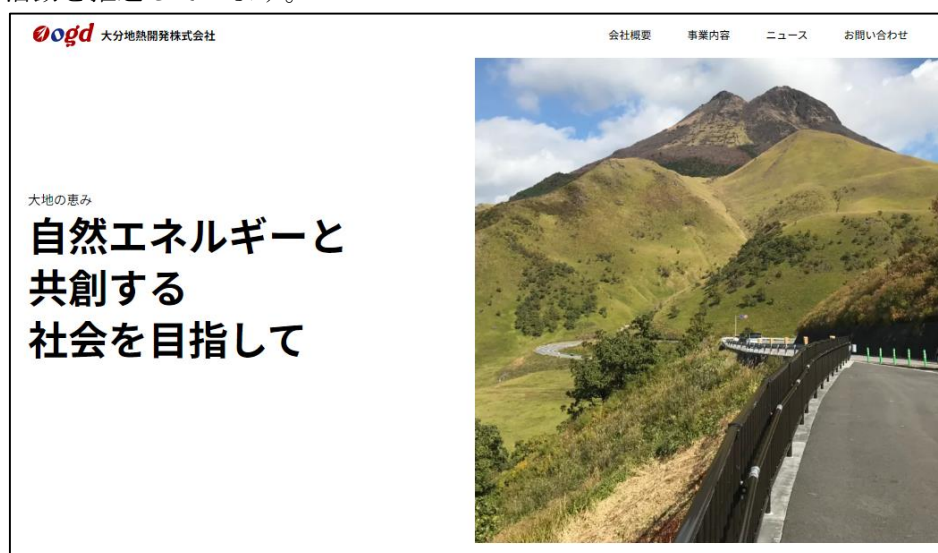 oogd 大分地熱開発株式会社
会社概要 事業内容 ニュース お問い合わせ
大地の恵み
自然エネルギーと
共創する
社会を目指して